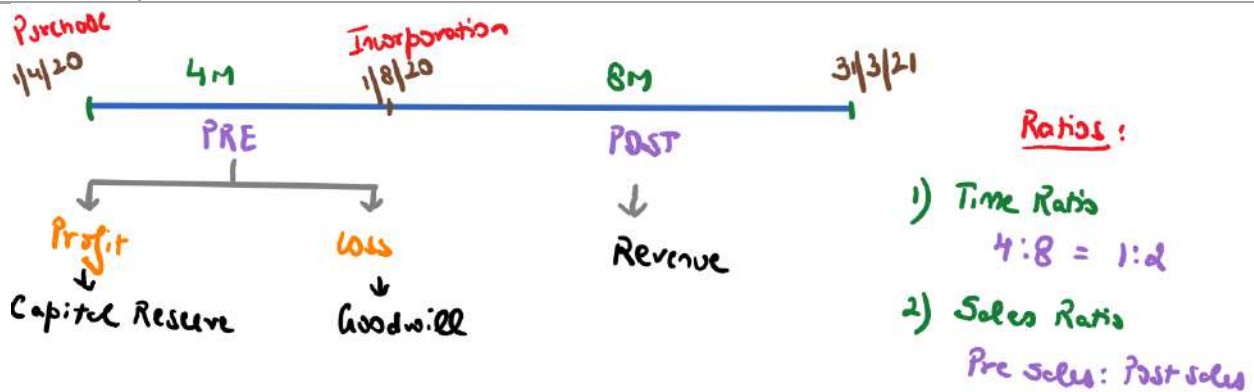 Purchase
1/4/20
4M
Incorporation
1/8/20
8M
31/3/21
PRE
POST
Profit
Loss
Revenue
Capital Reserve
Goodwill
Ratios :
1) Time Ratio
4:8 = 1:2
2) Sales Ratio
Pre sales : Post sales